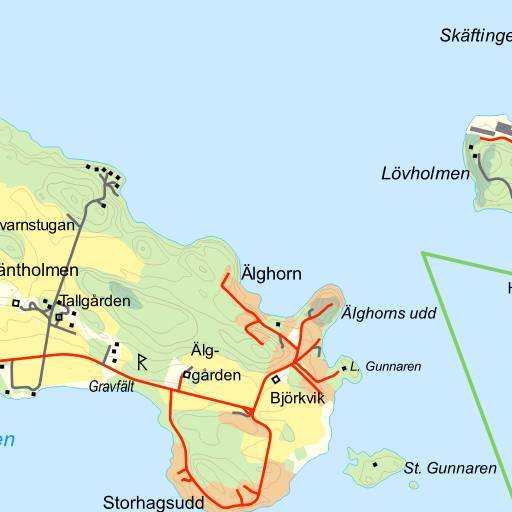 Skäftinge
Lövholmen
varnstugan
äntholmen
Älghorn
Tallgården
Älghorns udd
H
Älg-
gården
L. Gunnaren
Gravfält
Björkvik
en
St. Gunnaren
Storhagsudd